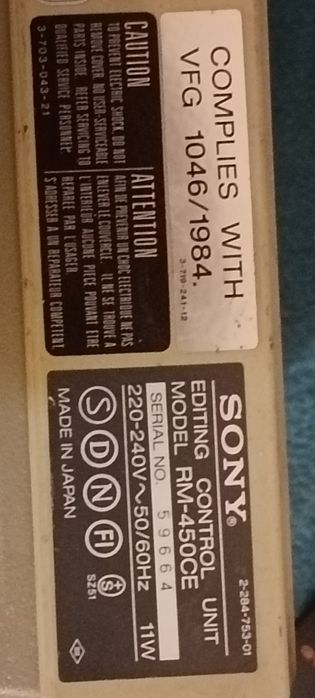 COMPLIES WITH
VFG 1046/1984.
3-719-241-12
CAUTION
TO PREVENT ELECTRIC SHOCK, DO NOT
REMOVE COVER. NO USER-SERVICEABLE
PARTS INSIDE. REFER SERVICING TO
QUALIFIED SERVICE PERSONNEL.
3-703-043-21
ATTENTION
AFIN DE PREVENIR UN CHOC ELECTRIQUE NE PAS
ENLEVER LE COUVERCLE. IL NE SE TROUVE A
L'INTERIEUR AUCUNE PIECE POUVANT ETRE
REPAREE PAR L'USAGER
S'ADRESSER A UN REPARATEUR COMPETENT
2-284-753-01
SONY®
EDITING CONTROL UNIT
MODEL RM-450CE
SERIAL NO. 59664
220-240V~50/60Hz 11W
S D N FI +S
SZ51
MADE IN JAPAN